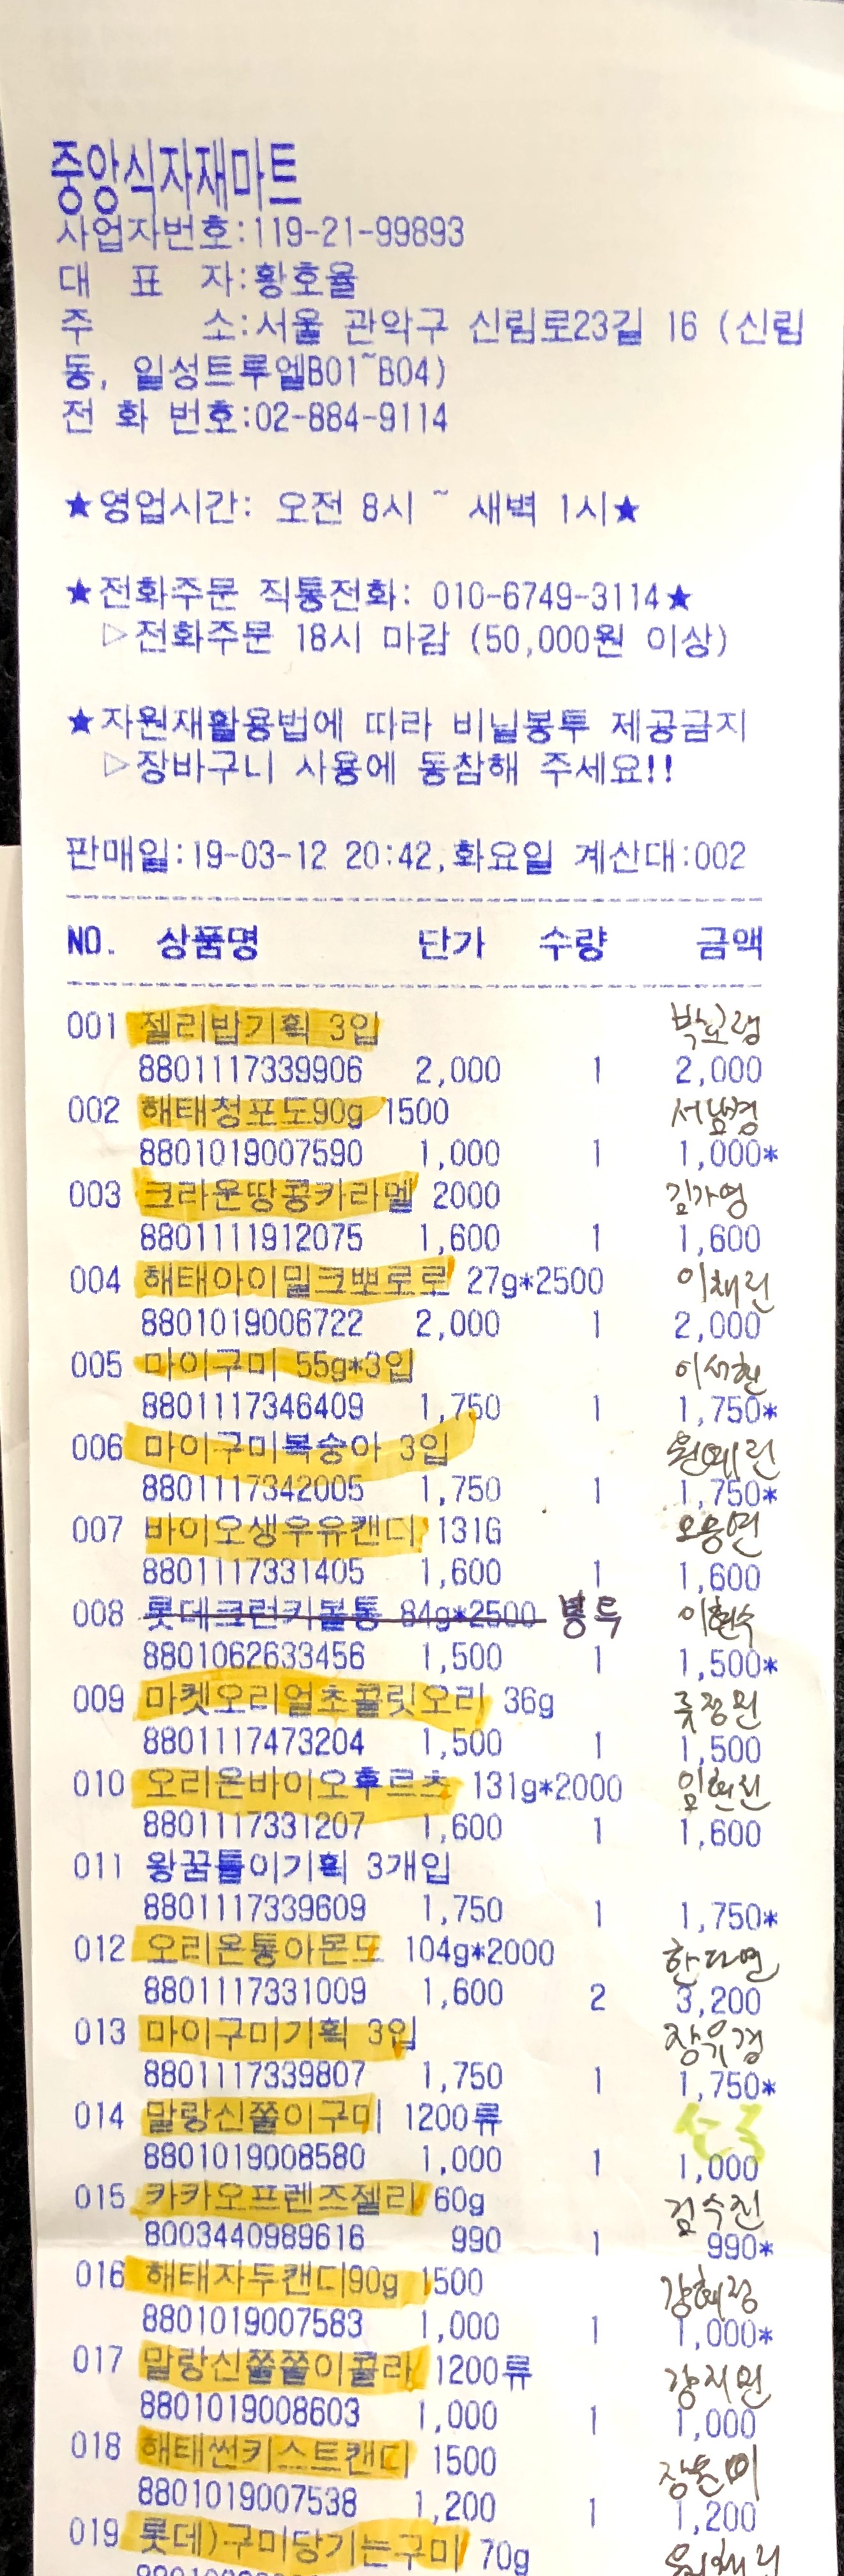 중앙식자재마트
사업자번호:119-21-99893
대 표 자:황호율
주 소:서울 관악구 신림로23길 16 (신림
동, 일성트루엘B01~B04)
전 화 번호:02-884-9114
★영업시간: 오전 8시 ~ 새벽 1시★
★전화주문 직통전화: 010-6749-3114★
▷전화주문 18시 마감 (50,000원 이상)
★자원재활용법에 따라 비닐봉투 제공금지
▷장바구니 사용에 동참해 주세요!!
판매일:19-03-12 20:42,화요일 계산대:002
NO. 상품명 단가 수량 금액
001 젤리밥기획 3입
8801117339906 2,000 1 2,000
002 해태청포도90g 1500
8801019007590 1,000 1 1,000*
003 크라운땅콩카라멜 2000 김가영
8801111912075 1,600 1 1,600
004 해태아이밀크뽀로로 27g*2500 이채린
8801019006722 2,000 1 2,000
005 마이구미 55g*3입 이서현
8801117346409 1,750 1 1,750*
006 마이구미복숭아 3입 원예린
8801117342005 1,750 1 1,750*
007 바이오생우유캔디 131G
8801117331405 1,600 1 1,600
008 롯데크런키볼통 84g*2500 이현수
8801062633456 1,500 1 1,500*
009 마켓오리얼초콜릿오리 36g
8801117473204 1,500 1 1,500
010 오리온바이오후르츠 131g*2000
8801117331207 1,600 1 1,600
011 왕꿈틀이기획 3개입
8801117339609 1,750 1 1,750*
012 오리온통아몬드 104g*2000 한다연
8801117331009 1,600 2 3,200
013 마이구미기획 3입 장유경
8801117339807 1,750 1 1,750*
014 말랑신쫄이구미 1200류
8801019008580 1,000 1 1,000
015 카카오프렌즈젤리 60g 김수진
8003440989616 990 1 990*
016 해태자두캔디90g 1500 강혜정
8801019007583 1,000 1 1,000*
017 말랑신쫄쫄이콜라 1200류 강지원
8801019008603 1,000 1 1,000
018 해태썬키스트캔디 1500
8801019007538 1,200 1 1,200
019 롯데)구미당기는구미 70g